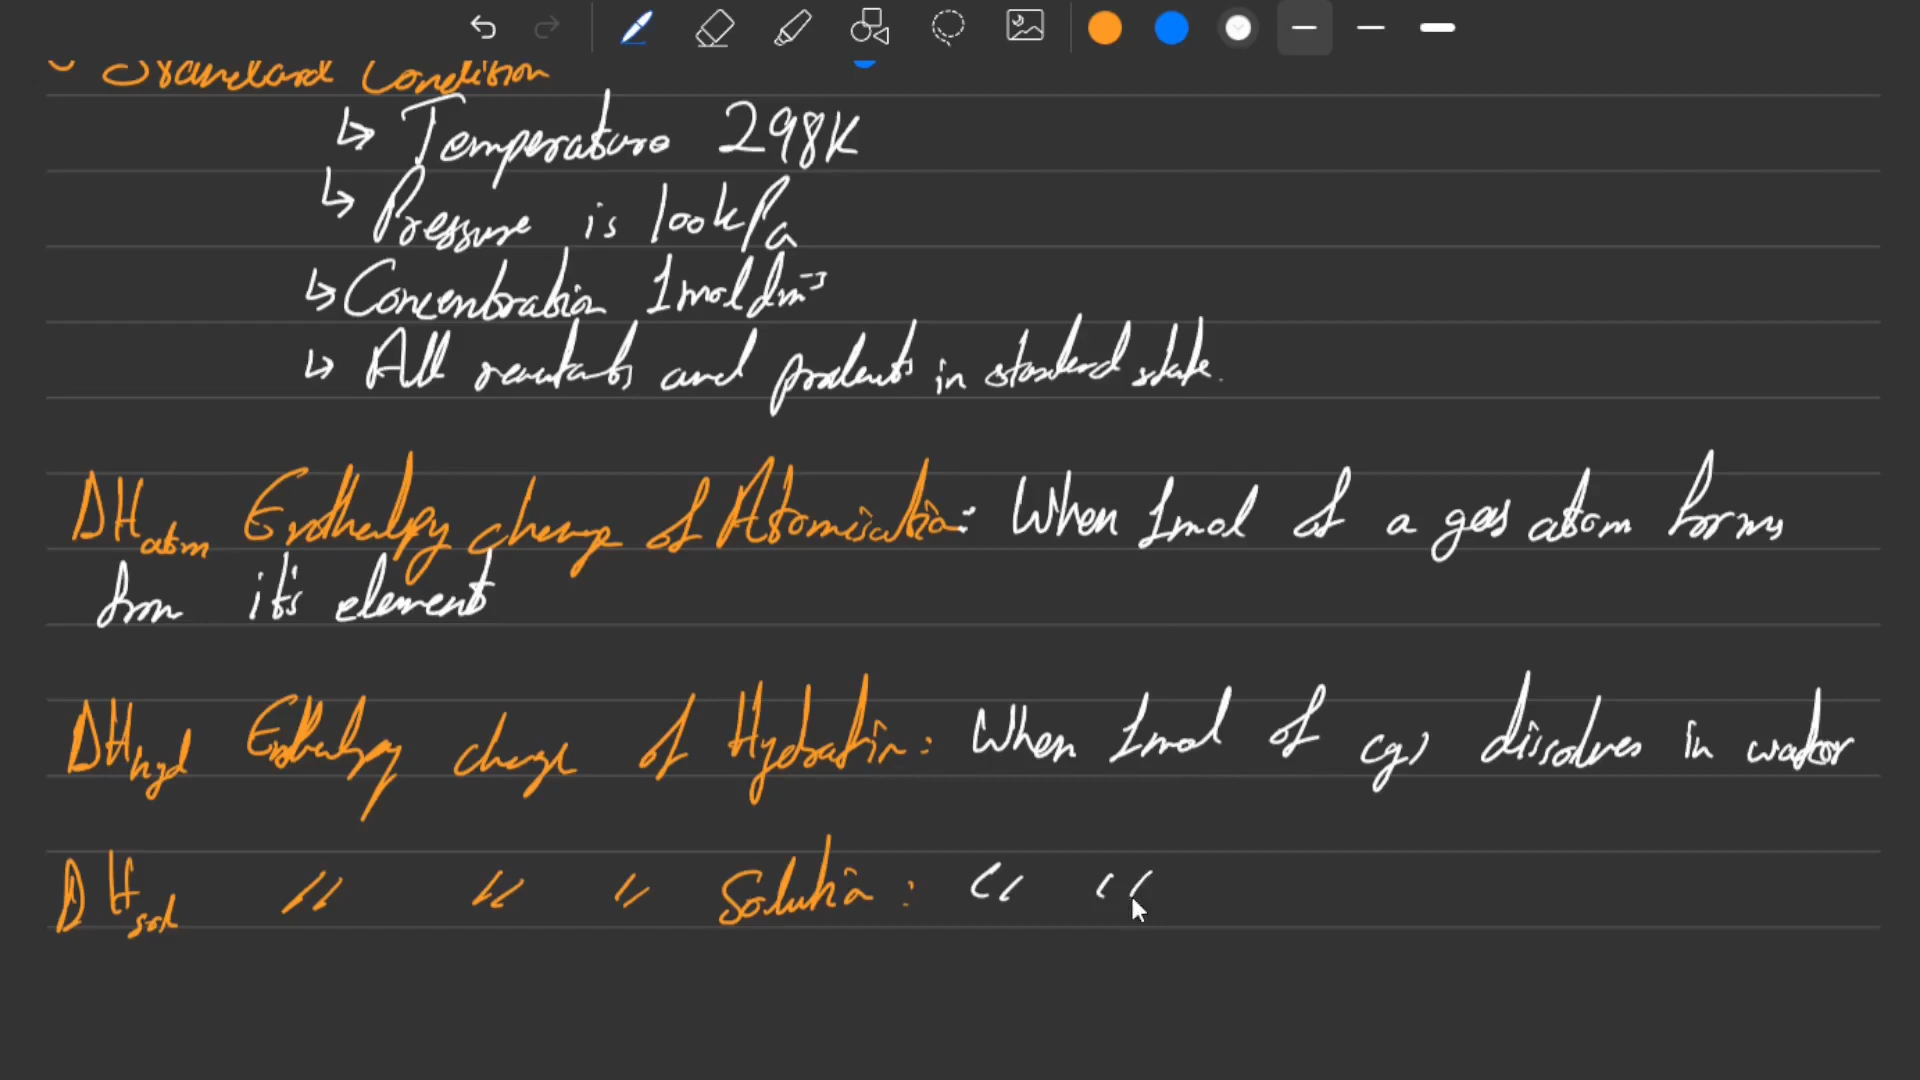 Standard Condition
↳ Temperature 298K
↳ Pressure is 100kPa
↳ Concentration 1moldm⁻³
↳ All reactants and products in standard state.
ΔHatm Enthalpy change of Atomisation: When 1mol of a gas atom forms
from it's element
ΔHhyd Enthalpy change of Hydration: When 1mol of (g) dissolves in water
ΔHsol " " " Solution: " "